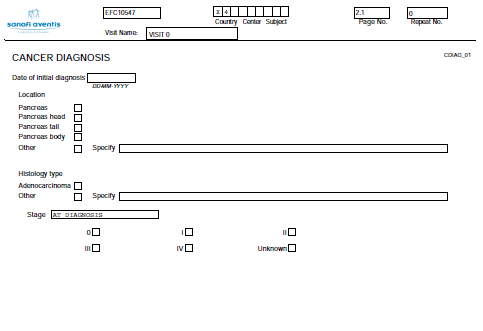 sanofi aventis
EFC10547
X 4
2.1
0
Country Center Subject
Page No.
Repeat No.
Visit Name:
VISIT 0
CANCER DIAGNOSIS
CDIAG_01
Date of initial diagnosis
DD-MM-YYYY
Location
Pancreas
Pancreas head
Pancreas tail
Pancreas body
Other Specify
Histology type
Adenocarcinoma
Other Specify
Stage AT DIAGNOSIS
0 I II
III IV Unknown